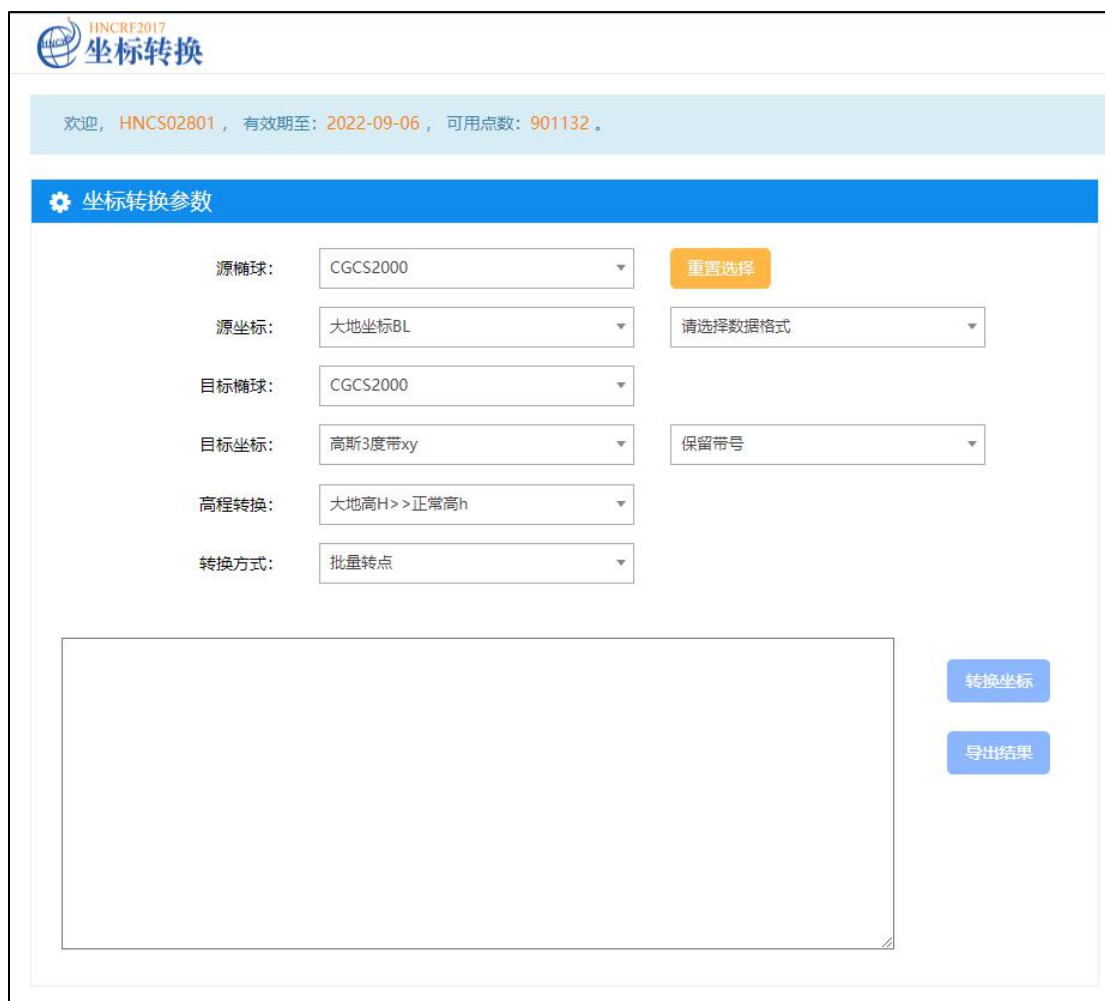 HNCRF2017
HNCRF
坐标转换
欢迎, HNCS02801 , 有效期至: 2022-09-06 , 可用点数: 901132 。
坐标转换参数
源椭球: CGCS2000 重置选择
源坐标: 大地坐标BL 请选择数据格式
目标椭球: CGCS2000
目标坐标: 高斯3度带xy 保留带号
高程转换: 大地高H>>正常高h
转换方式: 批量转点
转换坐标
导出结果